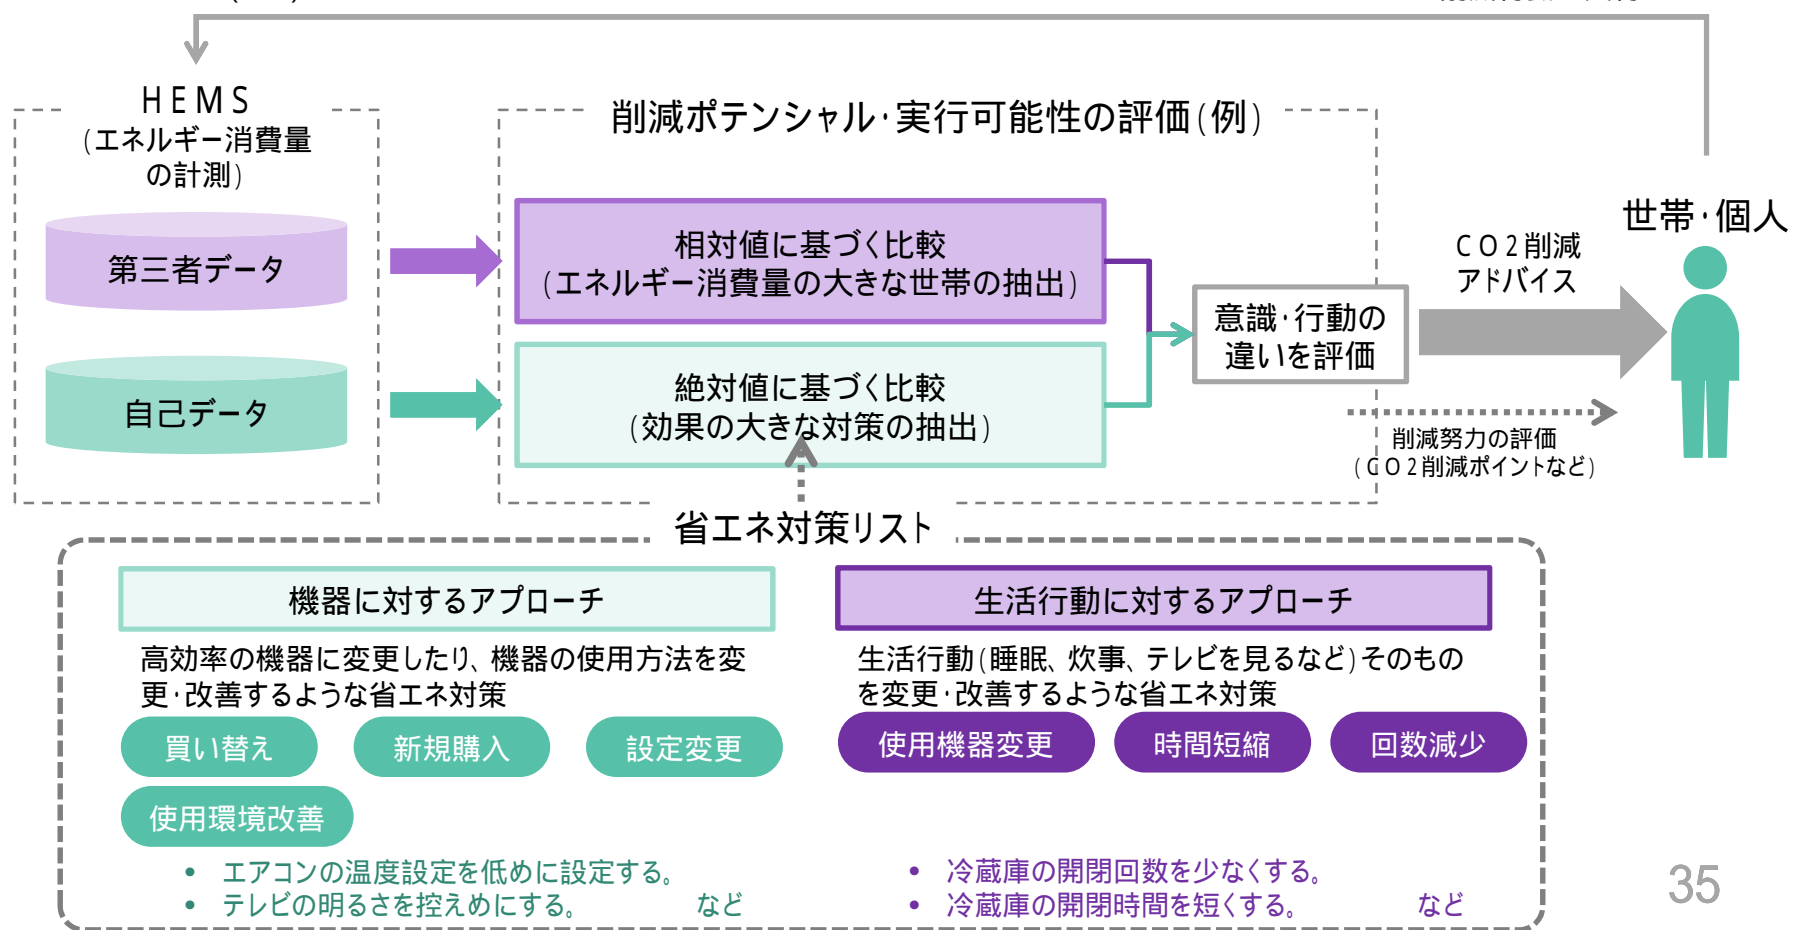 HEMS
(エネルギー消費量
の計測)
第三者データ
自己データ
削減ポテンシャル・実行可能性の評価(例)
相対値に基づく比較
(エネルギー消費量の大きな世帯の抽出)
絶対値に基づく比較
(効果の大きな対策の抽出)
意識・行動の
違いを評価
CO2削減
アドバイス
世帯・個人
削減努力の評価
(CO2削減ポイントなど)
省エネ対策リスト
機器に対するアプローチ
高効率の機器に変更したり、機器の使用方法を変
更・改善するような省エネ対策
買い替え
新規購入
設定変更
使用環境改善
• エアコンの温度設定を低めに設定する。
• テレビの明るさを控えめにする。 など
生活行動に対するアプローチ
生活行動(睡眠、炊事、テレビを見るなど)そのもの
を変更・改善するような省エネ対策
使用機器変更
時間短縮
回数減少
• 冷蔵庫の開閉回数を少なくする。
• 冷蔵庫の開閉時間を短くする。 など
35